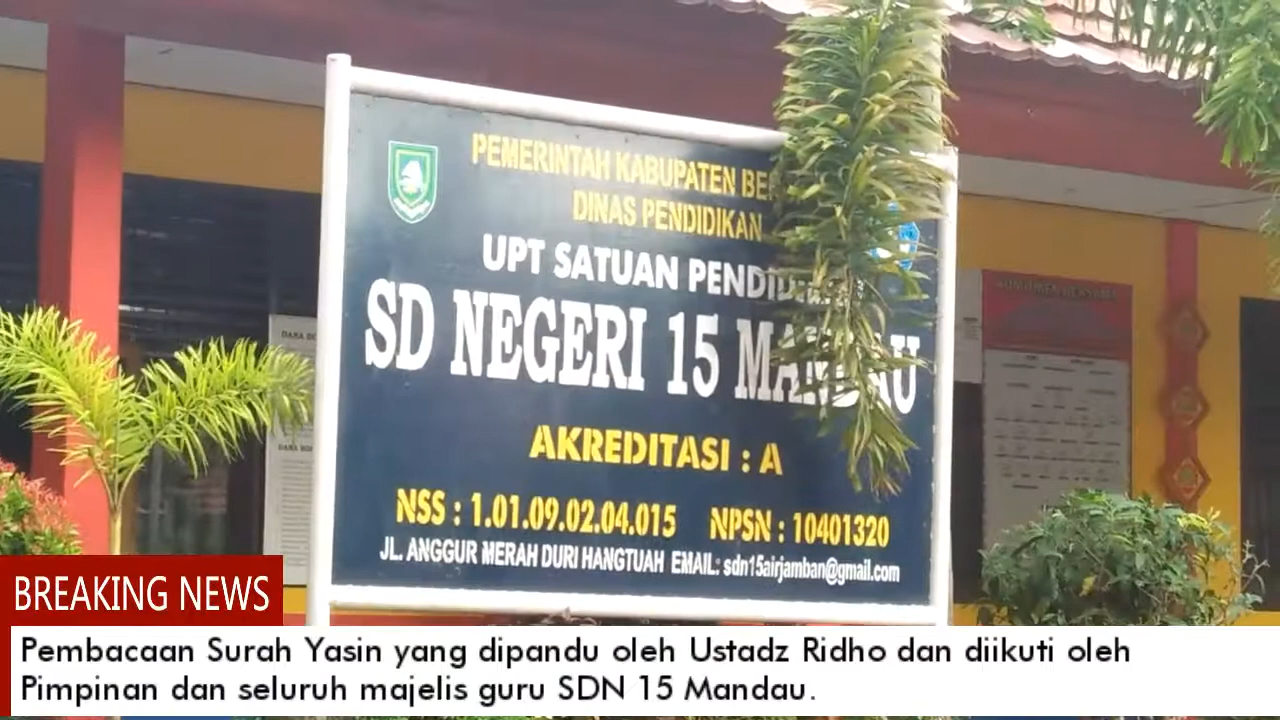 PEMERINTAH KABUPATEN
DINAS PENDIDIKAN
UPT SATUAN
SD NEGERI 15 MANDAU
AKREDITASI : A
NSS : 1.01.09.02.04.015 NPSN : 10401320
JL. ANGGUR MERAH DURI HANGTUAH EMAIL: sdn15airjamban@gmail.com
BREAKING NEWS
Pembacaan Surah Yasin yang dipandu oleh Ustadz Ridho dan diikuti oleh
Pimpinan dan seluruh majelis guru SDN 15 Mandau.